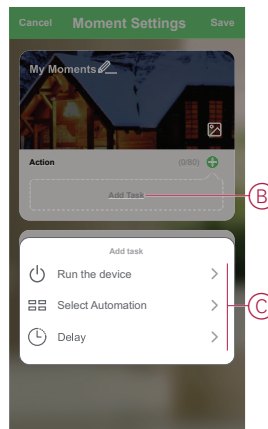 Cancel Moment Settings Save
My Moments
Action (0/80)
Add Task
B
Add task
Run the device
Select Automation
C
Delay